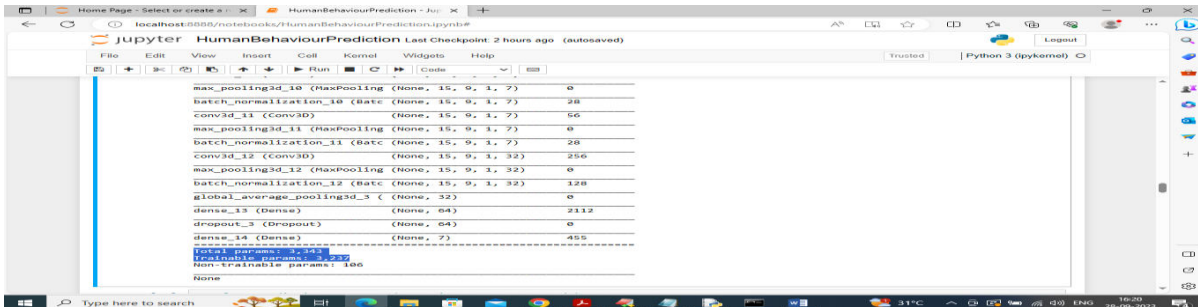 Home Page - Select or create a n
HumanBehaviourPrediction - Jup
localhost:8888/notebooks/HumanBehaviourPrediction.ipynb#
jupyter HumanBehaviourPrediction Last Checkpoint: 2 hours ago (autosaved)
Logout
File Edit View Insert Cell Kernel Widgets Help
Trusted
Python 3 (ipykernel)
Run
Code
max_pooling3d_10 (MaxPooling (None, 15, 9, 1, 7) 0
batch_normalization_10 (Batc (None, 15, 9, 1, 7) 28
conv3d_11 (Conv3D) (None, 15, 9, 1, 7) 56
max_pooling3d_11 (MaxPooling (None, 15, 9, 1, 7) 0
batch_normalization_11 (Batc (None, 15, 9, 1, 7) 28
conv3d_12 (Conv3D) (None, 15, 9, 1, 32) 256
max_pooling3d_12 (MaxPooling (None, 15, 9, 1, 32) 0
batch_normalization_12 (Batc (None, 15, 9, 1, 32) 128
global_average_pooling3d_3 ( (None, 32) 0
dense_13 (Dense) (None, 64) 2112
dropout_3 (Dropout) (None, 64) 0
dense_14 (Dense) (None, 7) 455
Total params: 3,343
Trainable params: 3,237
Non-trainable params: 106
None
Type here to search
31°C
ENG
16:20
28-09-2023